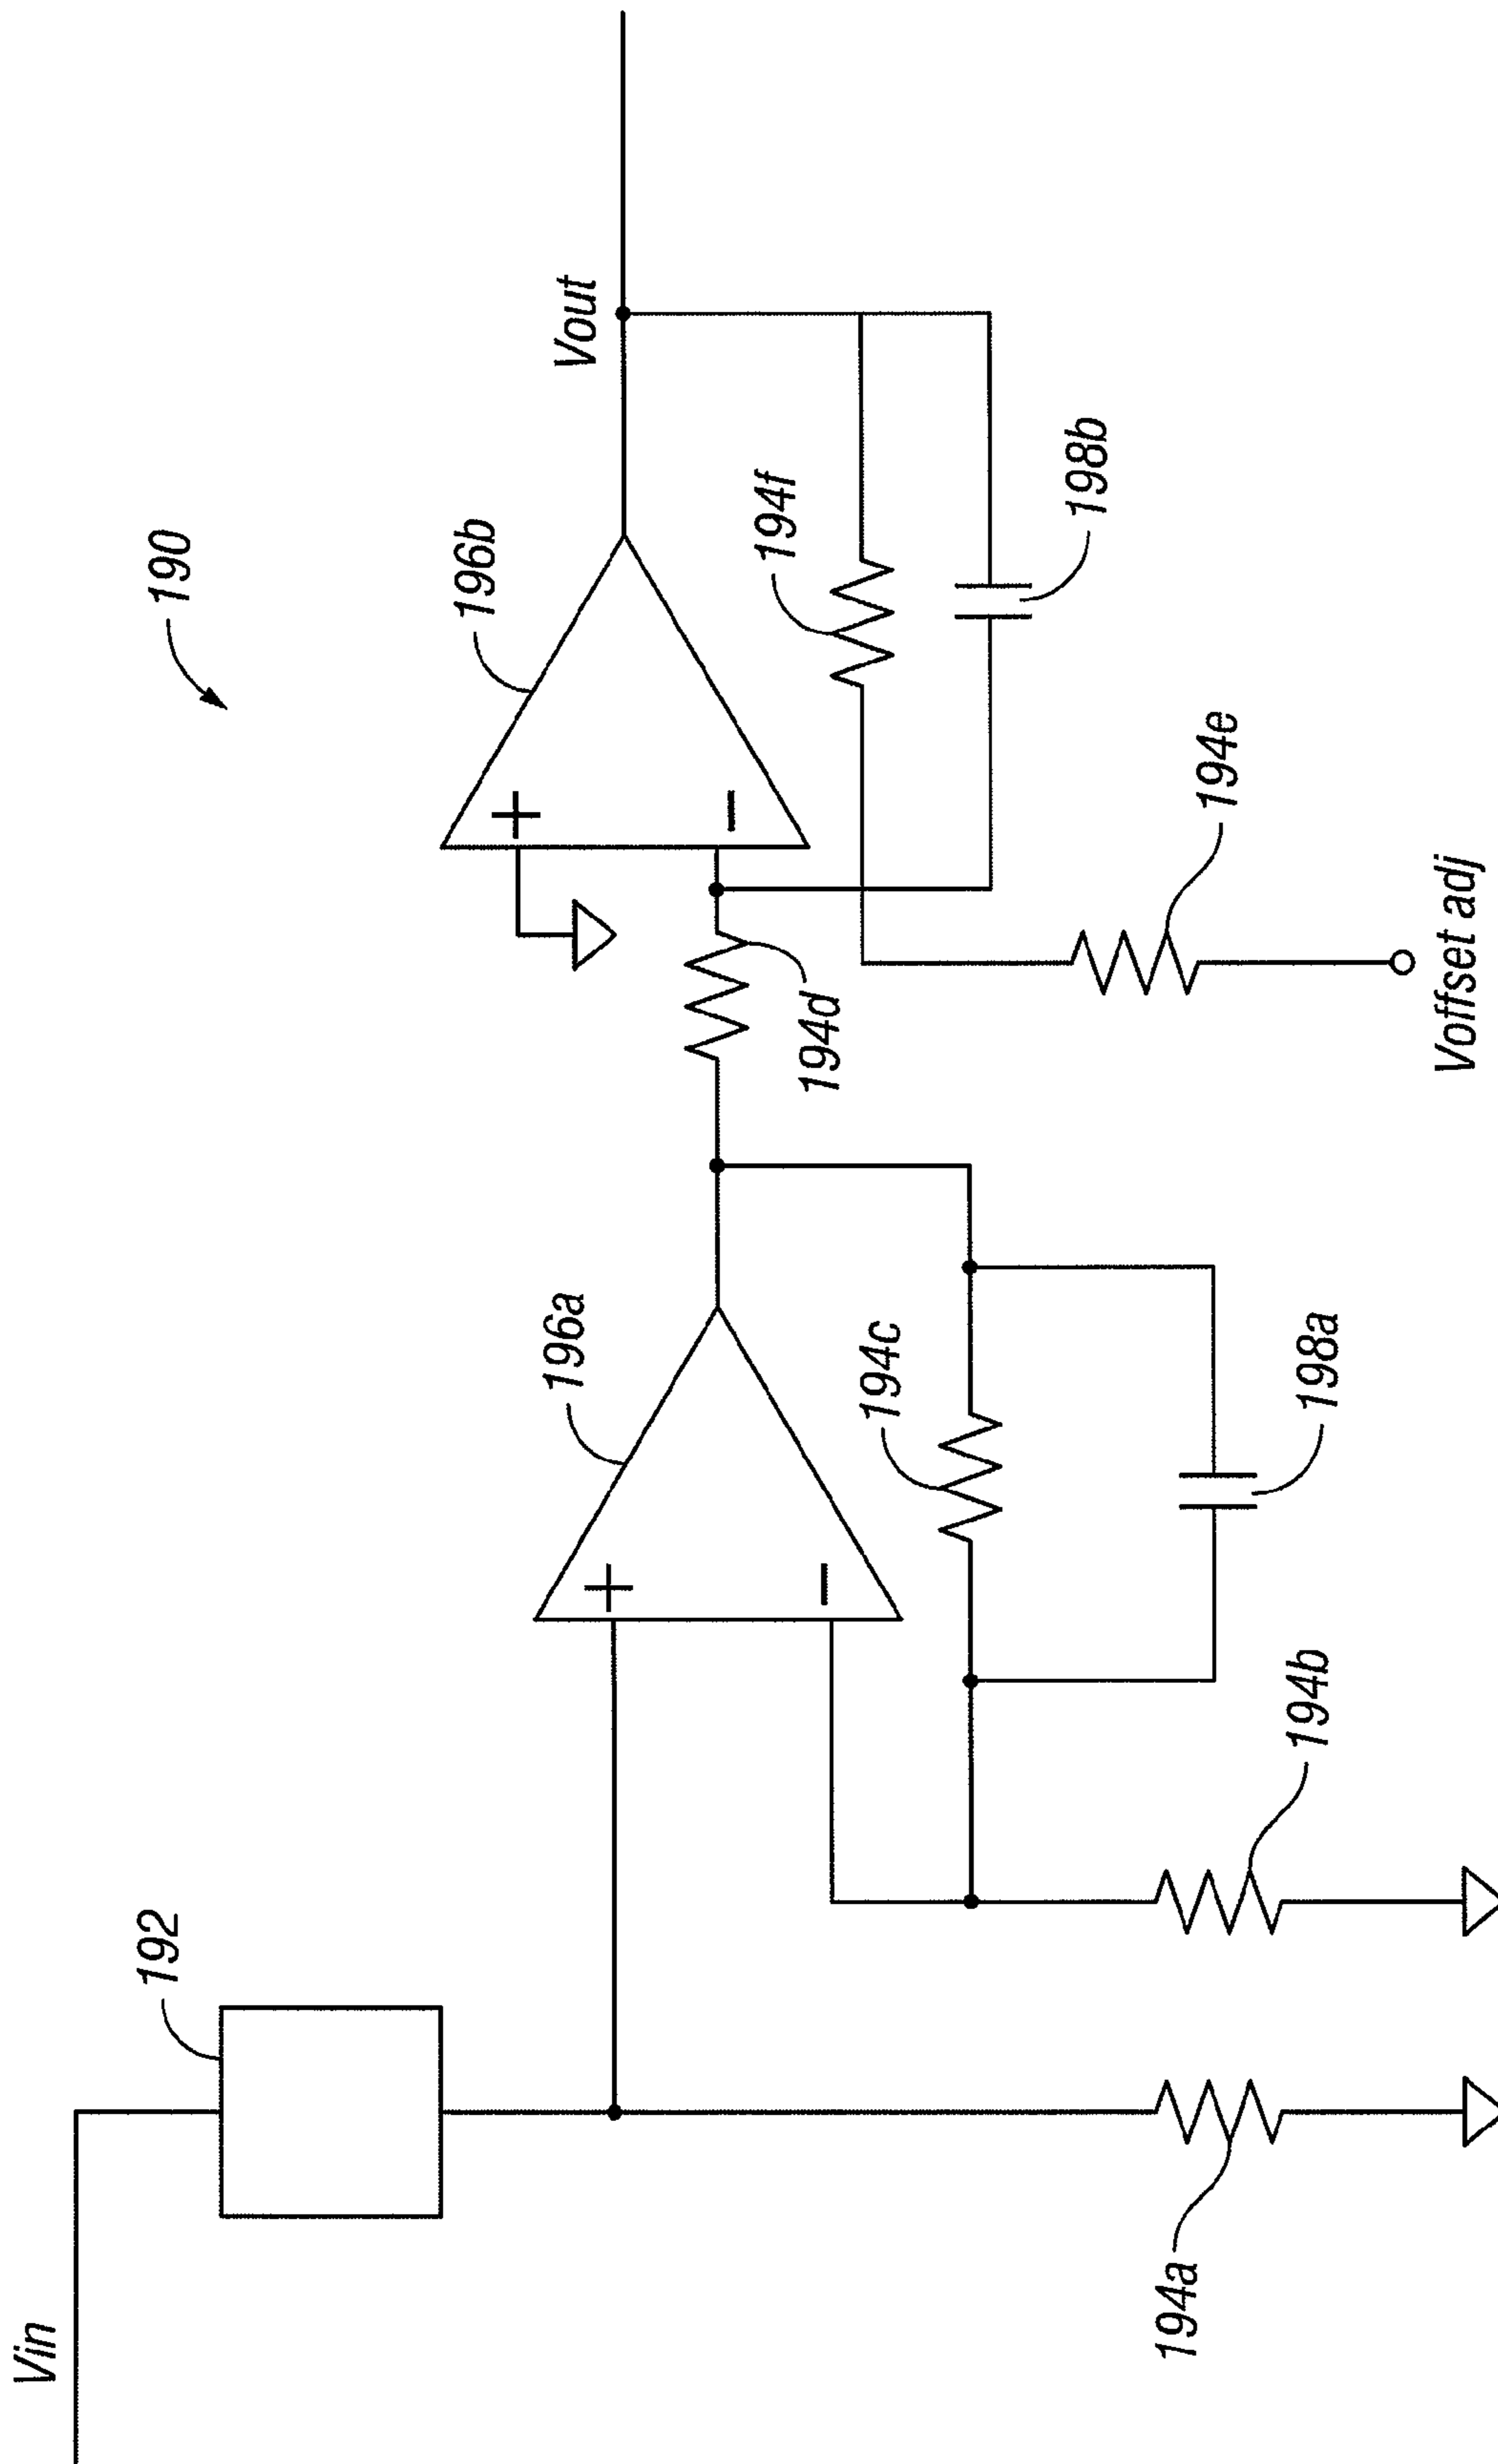 190
Vin
192
194a
194b
196a
194c
198a
194d
196b
Vout
194f
198b
194e
Voffset adj
+
−
+
−